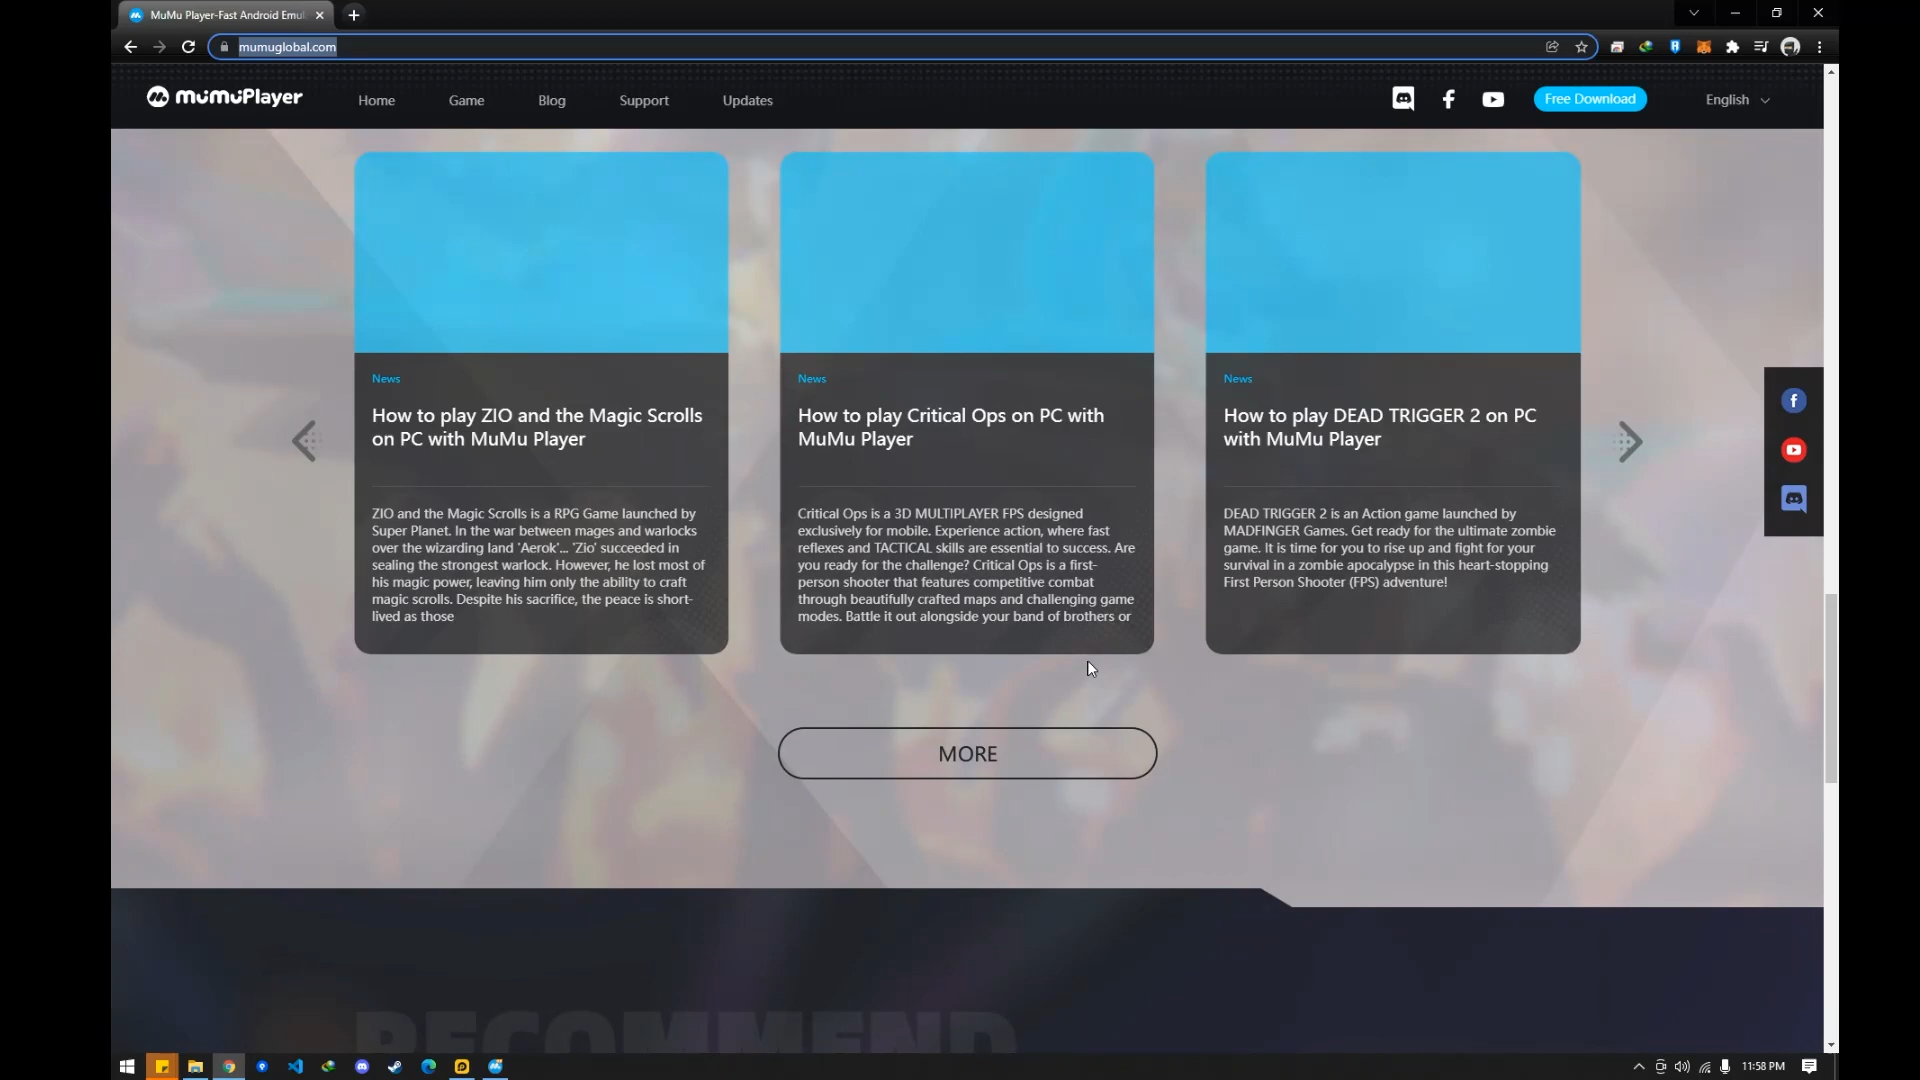 MuMu Player-Fast Android Emul
mumuglobal.com
MuMuPlayer
Home
Game
Blog
Support
Updates
Free Download
English
News
How to play ZIO and the Magic Scrolls
on PC with MuMu Player
ZIO and the Magic Scrolls is a RPG Game launched by
Super Planet. In the war between mages and warlocks
over the wizarding land 'Aerok'... 'Zio' succeeded in
sealing the strongest warlock. However, he lost most of
his magic power, leaving him only the ability to craft
magic scrolls. Despite his sacrifice, the peace is short-
lived as those
News
How to play Critical Ops on PC with
MuMu Player
Critical Ops is a 3D MULTIPLAYER FPS designed
exclusively for mobile. Experience action, where fast
reflexes and TACTICAL skills are essential to success. Are
you ready for the challenge? Critical Ops is a first-
person shooter that features competitive combat
through beautifully crafted maps and challenging game
modes. Battle it out alongside your band of brothers or
News
How to play DEAD TRIGGER 2 on PC
with MuMu Player
DEAD TRIGGER 2 is an Action game launched by
MADFINGER Games. Get ready for the ultimate zombie
game. It is time for you to rise up and fight for your
survival in a zombie apocalypse in this heart-stopping
First Person Shooter (FPS) adventure!
MORE
RECOMMEND
11:58 PM